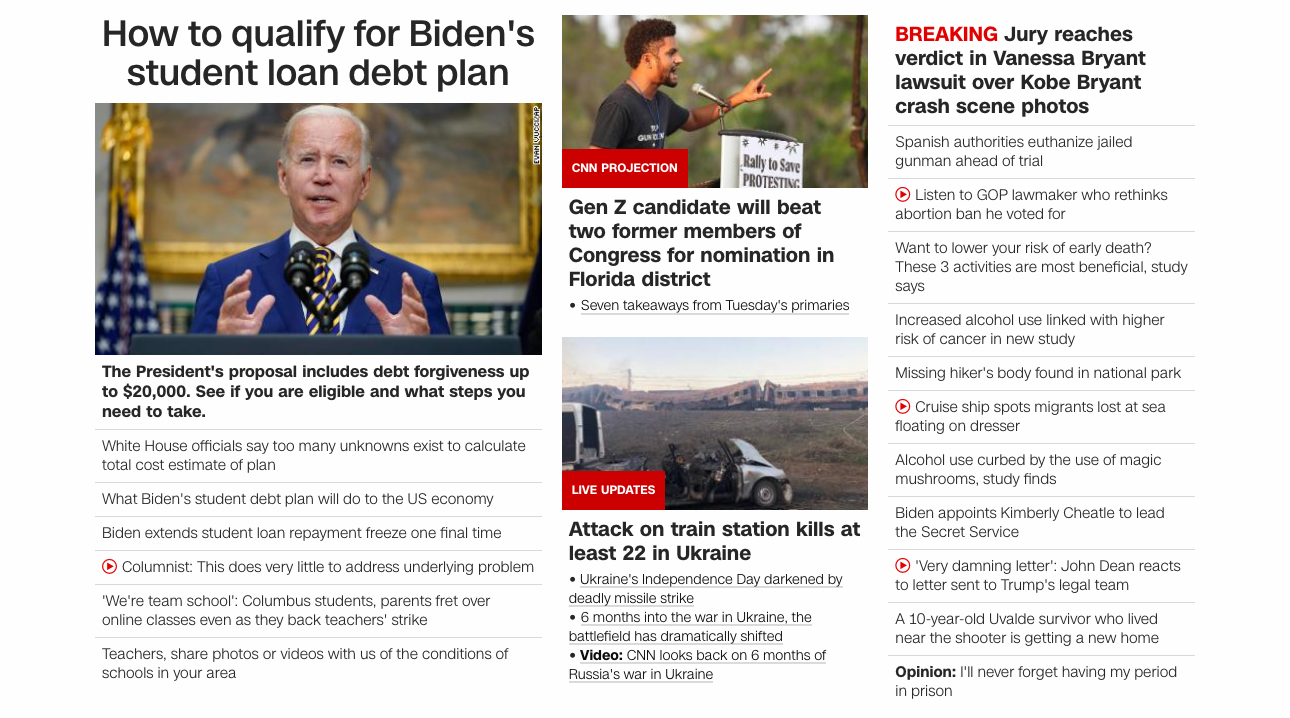 How to qualify for Biden's
student loan debt plan
EVAN VUCCI/AP
The President's proposal includes debt forgiveness up
to $20,000. See if you are eligible and what steps you
need to take.
White House officials say too many unknowns exist to calculate
total cost estimate of plan
What Biden's student debt plan will do to the US economy
Biden extends student loan repayment freeze one final time
Columnist: This does very little to address underlying problem
'We're team school': Columbus students, parents fret over
online classes even as they back teachers' strike
Teachers, share photos or videos with us of the conditions of
schools in your area
Rally to Save
PROTESTING
CNN PROJECTION
Gen Z candidate will beat
two former members of
Congress for nomination in
Florida district
• Seven takeaways from Tuesday's primaries
LIVE UPDATES
Attack on train station kills at
least 22 in Ukraine
• Ukraine's Independence Day darkened by
deadly missile strike
• 6 months into the war in Ukraine, the
battlefield has dramatically shifted
• Video: CNN looks back on 6 months of
Russia's war in Ukraine
BREAKING Jury reaches
verdict in Vanessa Bryant
lawsuit over Kobe Bryant
crash scene photos
Spanish authorities euthanize jailed
gunman ahead of trial
Listen to GOP lawmaker who rethinks
abortion ban he voted for
Want to lower your risk of early death?
These 3 activities are most beneficial, study
says
Increased alcohol use linked with higher
risk of cancer in new study
Missing hiker's body found in national park
Cruise ship spots migrants lost at sea
floating on dresser
Alcohol use curbed by the use of magic
mushrooms, study finds
Biden appoints Kimberly Cheatle to lead
the Secret Service
'Very damning letter': John Dean reacts
to letter sent to Trump's legal team
A 10-year-old Uvalde survivor who lived
near the shooter is getting a new home
Opinion: I'll never forget having my period
in prison